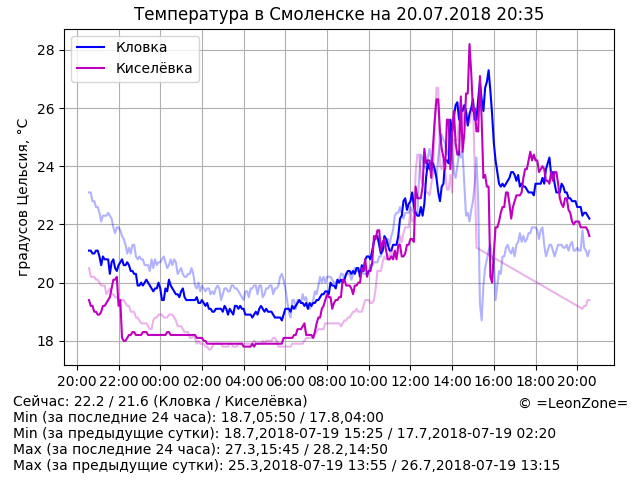 Температура в Смоленске на 20.07.2018 20:35
градусов Цельсия, °C
28
26
24
22
20
18
Кловка
Киселёвка
20:00 22:00 00:00 02:00 04:00 06:00 08:00 10:00 12:00 14:00 16:00 18:00 20:00
Сейчас: 22.2 / 21.6 (Кловка / Киселёвка)
© =LeonZone=
Min (за последние 24 часа): 18.7,05:50 / 17.8,04:00
Min (за предыдущие сутки): 18.7,2018-07-19 15:25 / 17.7,2018-07-19 02:20
Max (за последние 24 часа): 27.3,15:45 / 28.2,14:50
Max (за предыдущие сутки): 25.3,2018-07-19 13:55 / 26.7,2018-07-19 13:15